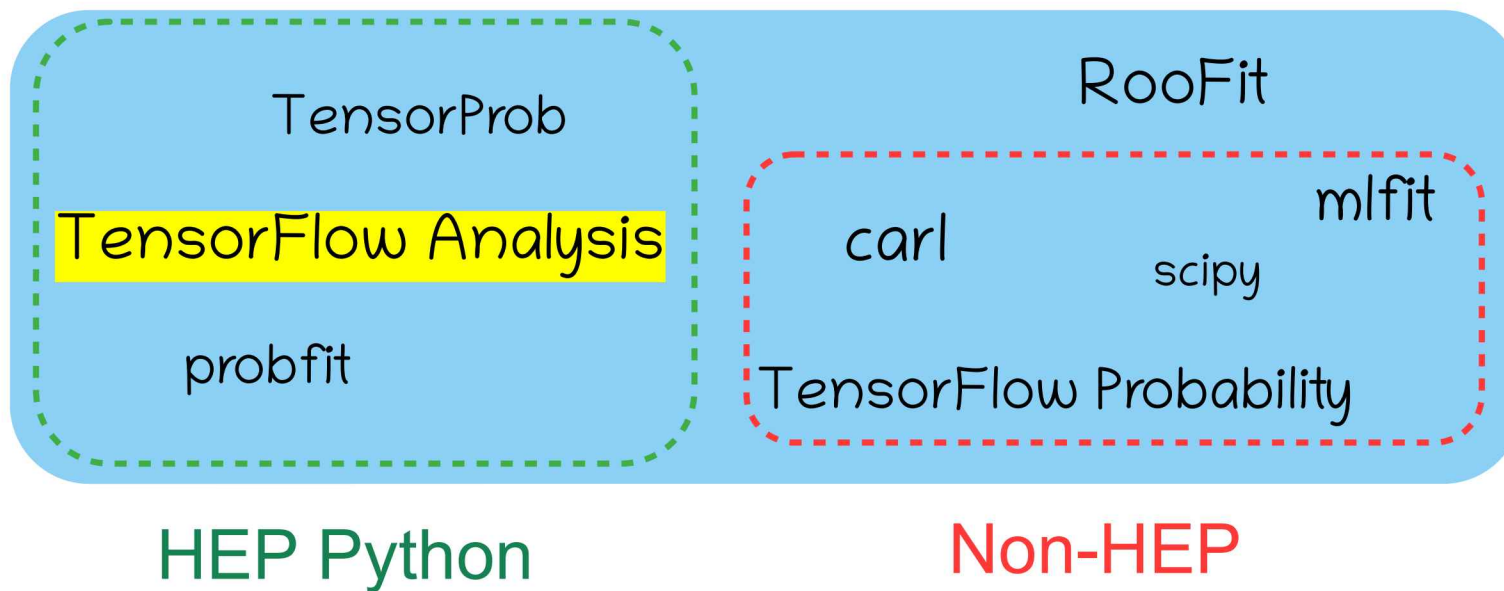 TensorProb
TensorFlow Analysis
probfit
RooFit
mlfit
carl
scipy
TensorFlow Probability
HEP Python
Non-HEP